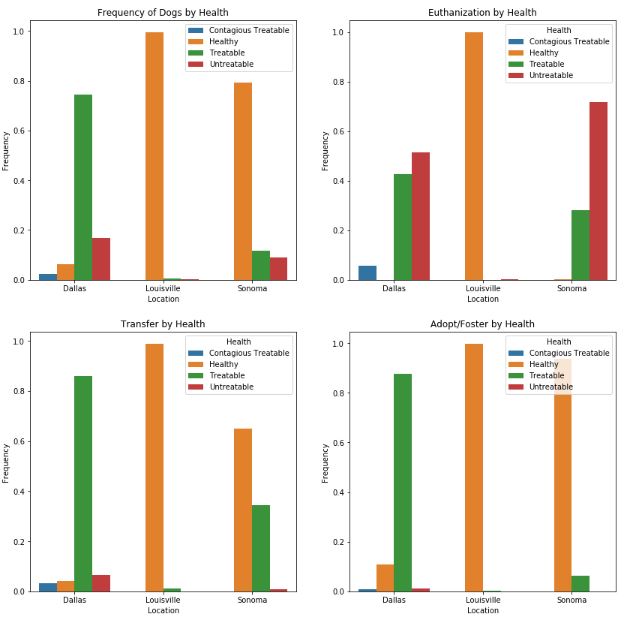 Frequency of Dogs by Health
Contagious Treatable
Healthy
Treatable
Untreatable
1.0
0.8
0.6
0.4
0.2
0.0
Frequency
Dallas
Louisville
Sonoma
Location
Euthanization by Health
Health
Contagious Treatable
Healthy
Treatable
Untreatable
1.0
0.8
0.6
0.4
0.2
0.0
Frequency
Dallas
Louisville
Sonoma
Location
Transfer by Health
Health
Contagious Treatable
Healthy
Treatable
Untreatable
1.0
0.8
0.6
0.4
0.2
0.0
Frequency
Dallas
Louisville
Sonoma
Location
Adopt/Foster by Health
Health
Contagious Treatable
Healthy
Treatable
Untreatable
1.0
0.8
0.6
0.4
0.2
0.0
Frequency
Dallas
Louisville
Sonoma
Location